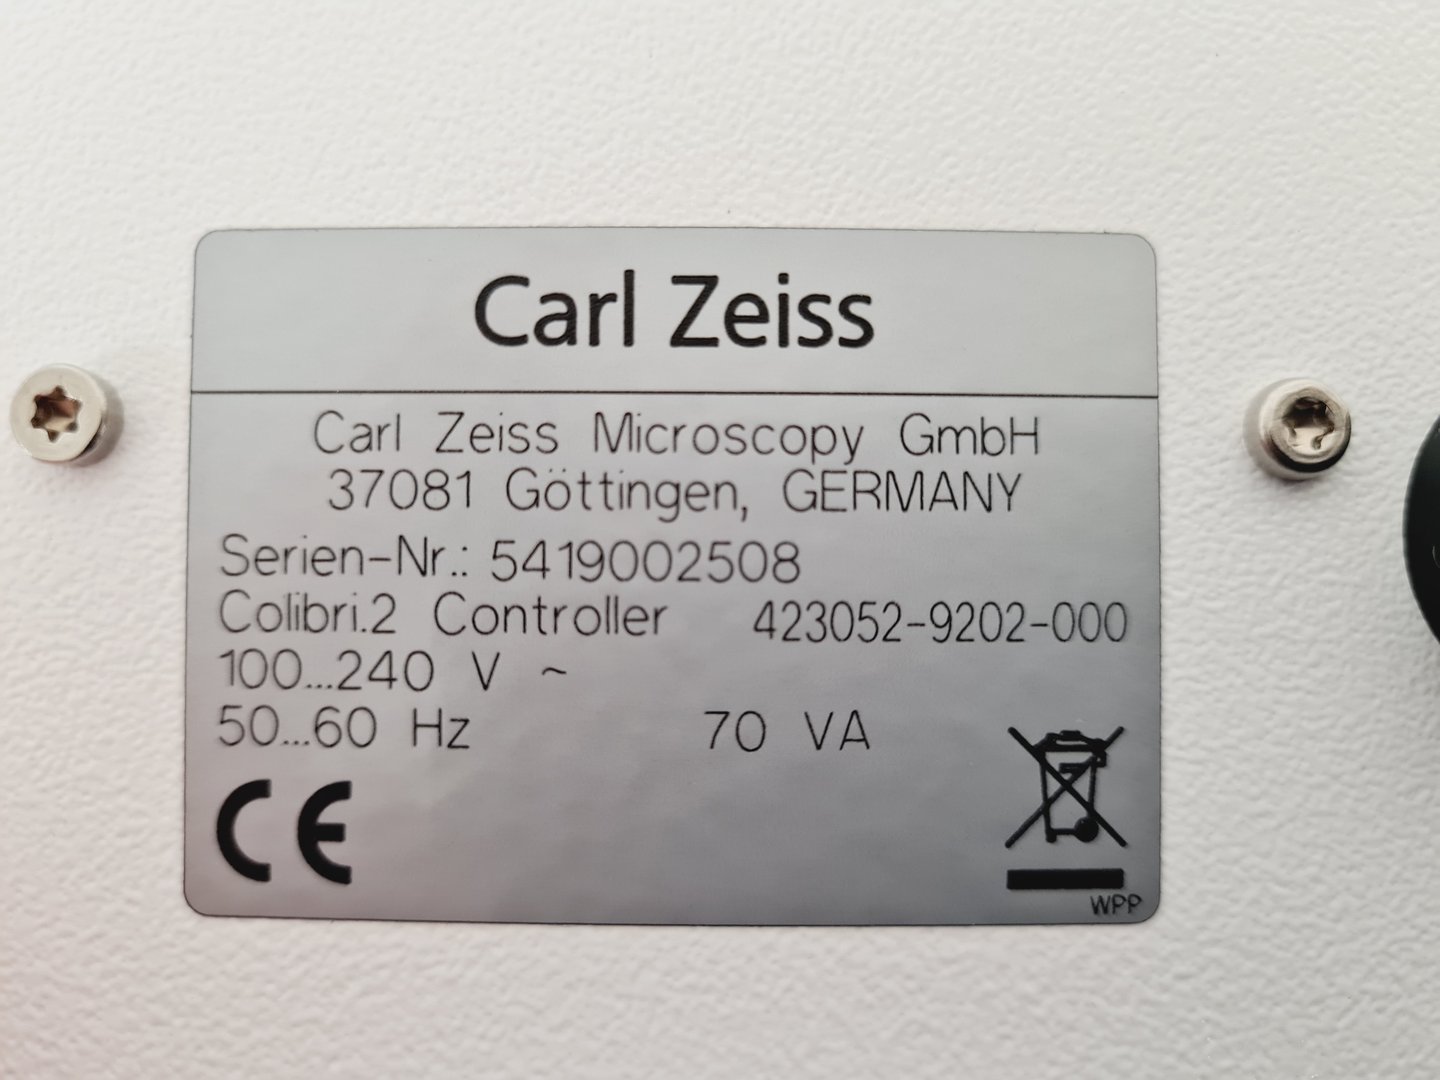 Carl Zeiss
Carl Zeiss Microscopy GmbH
37081 Göttingen, GERMANY
Serien-Nr.: 5419002508
Colibri.2 Controller 423052-9202-000
100...240 V ~
50...60 Hz 70 VA
CE
WPP